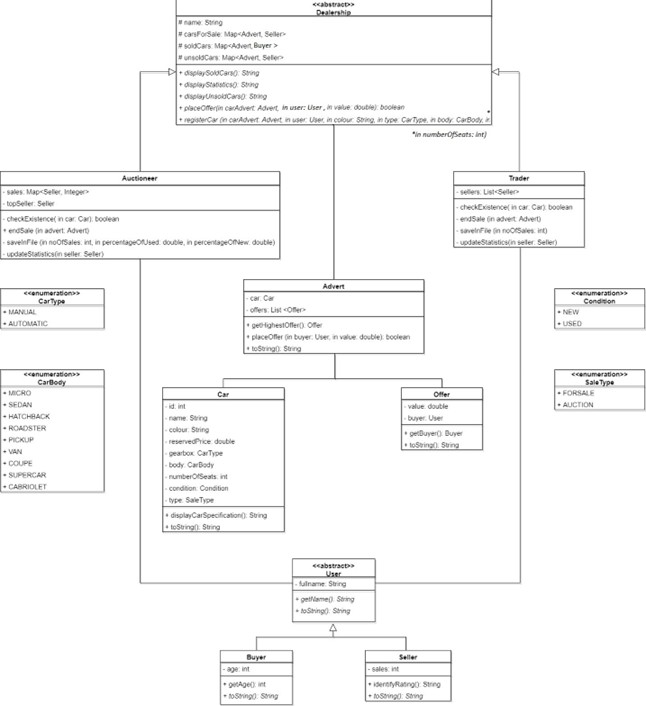 <<abstract>>
Dealership
# name: String
# carsForSale: Map<Advert, Seller>
# soldCars: Map<Advert, Buyer >
# unsoldCars: Map<Advert, Seller>
+ displaySoldCars(): String
+ displayStatistics(): String
+ displayUnsoldCars(): String
+ placeOffer(in carAdvert: Advert, in user: User, in value: double): boolean
*
+ registerCar (in carAdvert: Advert, in user: User, in colour: String, in type: CarType, in body: CarBody, in
*in numberOfSeats: int)
Auctioneer
- sales: Map<Seller, Integer>
- topSeller: Seller
- checkExistence( in car: Car): boolean
+ endSale (in advert: Advert)
- saveInFile (in noOfSales: int, in percentageOfUsed: double, in percentageOfNew: double)
- updateStatistics(in seller: Seller)
Trader
- sellers: List<Seller>
- checkExistence( in car: Car): boolean
- endSale (in advert: Advert)
- saveInFile (in noOfSales: int)
- updateStatistics(in seller: Seller)
<<enumeration>>
CarType
+ MANUAL
+ AUTOMATIC
Advert
- car: Car
- offers: List <Offer>
+ getHighestOffer(): Offer
+ placeOffer (in buyer: User, in value: double): boolean
+ toString(): String
<<enumeration>>
Condition
+ NEW
+ USED
<<enumeration>>
CarBody
+ MICRO
+ SEDAN
+ HATCHBACK
+ ROADSTER
+ PICKUP
+ VAN
+ COUPE
+ SUPERCAR
+ CABRIOLET
Car
- id: int
- name: String
- colour: String
- reservedPrice: double
- gearbox: CarType
- body: CarBody
- numberOfSeats: int
- condition: Condition
- type: SaleType
+ displayCarSpecification(): String
+ toString(): String
Offer
- value: double
- buyer: User
+ getBuyer(): Buyer
+ toString(): String
<<enumeration>>
SaleType
+ FORSALE
+ AUCTION
<<abstract>>
User
- fullname: String
+ getName(): String
+ toString(): String
Buyer
- age: int
+ getAge(): int
+ toString(): String
Seller
- sales: int
+ identifyRating(): String
+ toString(): String